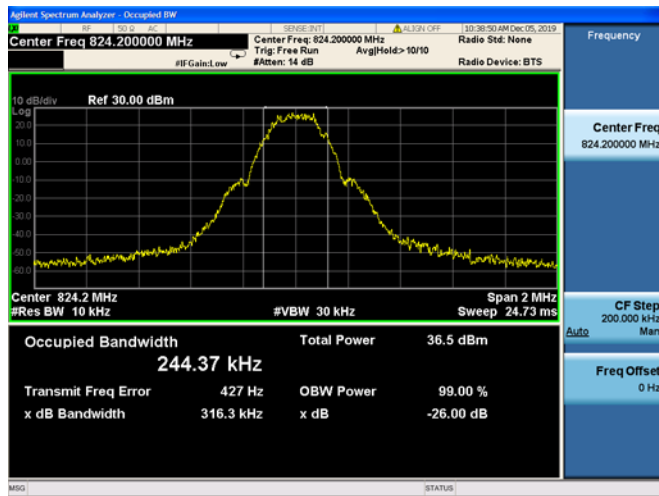 Agilent Spectrum Analyzer - Occupied BW
RF 50 Ω AC SENSE:INT ALIGN OFF 10:38:50 AM Dec 05, 2019
Center Freq 824.200000 MHz Center Freq: 824.200000 MHz Radio Std: None Frequency
Trig: Free Run Avg|Hold:> 10/10
#IFGain:Low #Atten: 14 dB Radio Device: BTS
10 dB/div Ref 30.00 dBm
Log
20.0
10.0
0.00
-10.0
-20.0
-30.0
-40.0
-50.0
-60.0
Center Freq
824.200000 MHz
Center 824.2 MHz Span 2 MHz
#Res BW 10 kHz #VBW 30 kHz Sweep 24.73 ms
CF Step
200.000 kHz
Auto Man
Occupied Bandwidth Total Power 36.5 dBm
244.37 kHz
Freq Offset
0 Hz
Transmit Freq Error 427 Hz OBW Power 99.00 %
x dB Bandwidth 316.3 kHz x dB -26.00 dB
MSG STATUS